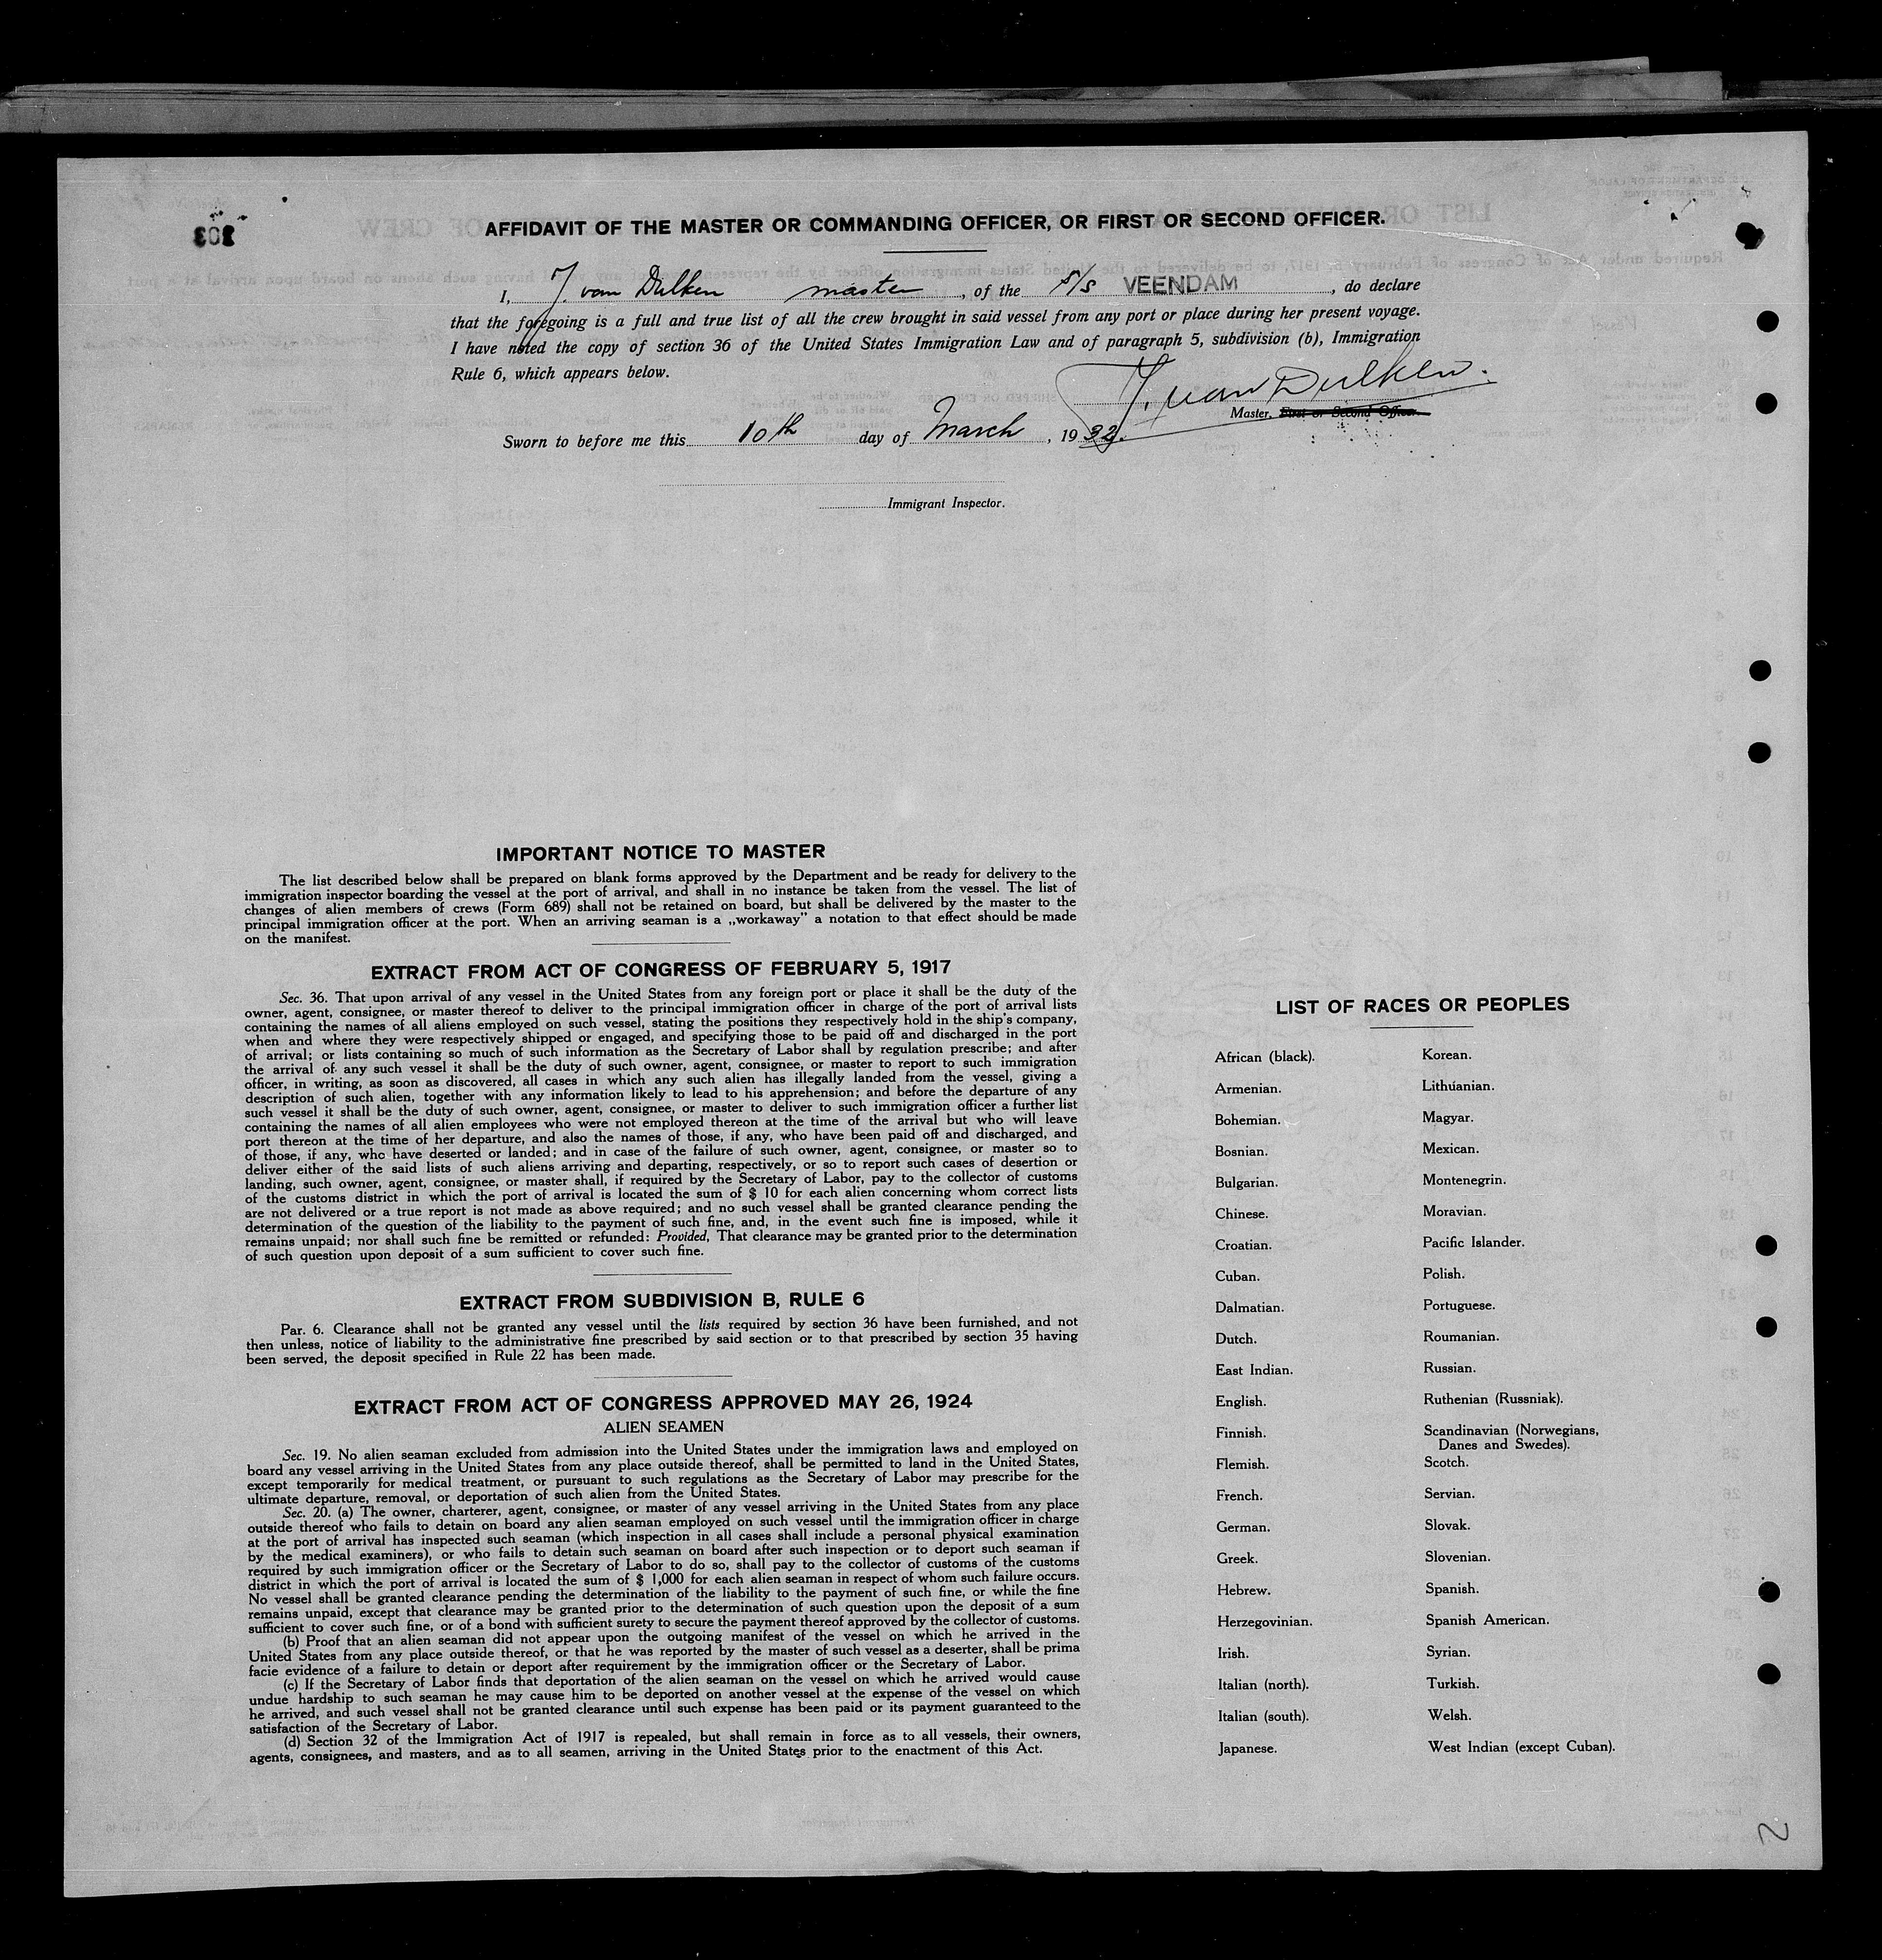 303
AFFIDAVIT OF THE MASTER OR COMMANDING OFFICER, OR FIRST OR SECOND OFFICER.
I, J. van Dulken master, of the S/S VEENDAM, do declare
that the foregoing is a full and true list of all the crew brought in said vessel from any port or place during her present voyage.
I have noted the copy of section 36 of the United States Immigration Law and of paragraph 5, subdivision (b), Immigration
Rule 6, which appears below.
J. van Dulken.
Master, First or Second Officer.
Sworn to before me this 10th day of March, 1932.
Immigrant Inspector.
IMPORTANT NOTICE TO MASTER
The list described below shall be prepared on blank forms approved by the Department and be ready for delivery to the
immigration inspector boarding the vessel at the port of arrival, and shall in no instance be taken from the vessel. The list of
changes of alien members of crews (Form 689) shall not be retained on board, but shall be delivered by the master to the
principal immigration officer at the port. When an arriving seaman is a „workaway” a notation to that effect should be made
on the manifest.
EXTRACT FROM ACT OF CONGRESS OF FEBRUARY 5, 1917
Sec. 36. That upon arrival of any vessel in the United States from any foreign port or place it shall be the duty of the
owner, agent, consignee, or master thereof to deliver to the principal immigration officer in charge of the port of arrival lists
containing the names of all aliens employed on such vessel, stating the positions they respectively hold in the ship's company,
when and where they were respectively shipped or engaged, and specifying those to be paid off and discharged in the port
of arrival; or lists containing so much of such information as the Secretary of Labor shall by regulation prescribe; and after
the arrival of any such vessel it shall be the duty of such owner, agent, consignee, or master to report to such immigration
officer, in writing, as soon as discovered, all cases in which any such alien has illegally landed from the vessel, giving a
description of such alien, together with any information likely to lead to his apprehension; and before the departure of any
such vessel it shall be the duty of such owner, agent, consignee, or master to deliver to such immigration officer a further list
containing the names of all alien employees who were not employed thereon at the time of the arrival but who will leave
port thereon at the time of her departure, and also the names of those, if any, who have been paid off and discharged, and
of those, if any, who have deserted or landed; and in case of the failure of such owner, agent, consignee, or master so to
deliver either of the said lists of such aliens arriving and departing, respectively, or so to report such cases of desertion or
landing, such owner, agent, consignee, or master shall, if required by the Secretary of Labor, pay to the collector of customs
of the customs district in which the port of arrival is located the sum of $ 10 for each alien concerning whom correct lists
are not delivered or a true report is not made as above required; and no such vessel shall be granted clearance pending the
determination of the question of the liability to the payment of such fine, and, in the event such fine is imposed, while it
remains unpaid; nor shall such fine be remitted or refunded: Provided, That clearance may be granted prior to the determination
of such question upon deposit of a sum sufficient to cover such fine.
EXTRACT FROM SUBDIVISION B, RULE 6
Par. 6. Clearance shall not be granted any vessel until the lists required by section 36 have been furnished, and not
then unless, notice of liability to the administrative fine prescribed by said section or to that prescribed by section 35 having
been served, the deposit specified in Rule 22 has been made.
EXTRACT FROM ACT OF CONGRESS APPROVED MAY 26, 1924
ALIEN SEAMEN
Sec. 19. No alien seaman excluded from admission into the United States under the immigration laws and employed on
board any vessel arriving in the United States from any place outside thereof, shall be permitted to land in the United States,
except temporarily for medical treatment, or pursuant to such regulations as the Secretary of Labor may prescribe for the
ultimate departure, removal, or deportation of such alien from the United States.
Sec. 20. (a) The owner, charterer, agent, consignee, or master of any vessel arriving in the United States from any place
outside thereof who fails to detain on board any alien seaman employed on such vessel until the immigration officer in charge
at the port of arrival has inspected such seaman (which inspection in all cases shall include a personal physical examination
by the medical examiners), or who fails to detain such seaman on board after such inspection or to deport such seaman if
required by such immigration officer or the Secretary of Labor to do so, shall pay to the collector of customs of the customs
district in which the port of arrival is located the sum of $ 1,000 for each alien seaman in respect of whom such failure occurs.
No vessel shall be granted clearance pending the determination of the liability to the payment of such fine, or while the fine
remains unpaid, except that clearance may be granted prior to the determination of such question upon the deposit of a sum
sufficient to cover such fine, or of a bond with sufficient surety to secure the payment thereof approved by the collector of customs.
(b) Proof that an alien seaman did not appear upon the outgoing manifest of the vessel on which he arrived in the
United States from any place outside thereof, or that he was reported by the master of such vessel as a deserter, shall be prima
facie evidence of a failure to detain or deport after requirement by the immigration officer or the Secretary of Labor.
(c) If the Secretary of Labor finds that deportation of the alien seaman on the vessel on which he arrived would cause
undue hardship to such seaman he may cause him to be deported on another vessel at the expense of the vessel on which
he arrived, and such vessel shall not be granted clearance until such expense has been paid or its payment guaranteed to the
satisfaction of the Secretary of Labor.
(d) Section 32 of the Immigration Act of 1917 is repealed, but shall remain in force as to all vessels, their owners,
agents, consignees, and masters, and as to all seamen, arriving in the United States prior to the enactment of this Act.
LIST OF RACES OR PEOPLES
African (black).
Armenian.
Bohemian.
Bosnian.
Bulgarian.
Chinese.
Croatian.
Cuban.
Dalmatian.
Dutch.
East Indian.
English.
Finnish.
Flemish.
French.
German.
Greek.
Hebrew.
Herzegovinian.
Irish.
Italian (north).
Italian (south).
Japanese.
Korean.
Lithuanian.
Magyar.
Mexican.
Montenegrin.
Moravian.
Pacific Islander.
Polish.
Portuguese.
Roumanian.
Russian.
Ruthenian (Russniak).
Scandinavian (Norwegians,
Danes and Swedes).
Scotch.
Servian.
Slovak.
Slovenian.
Spanish.
Spanish American.
Syrian.
Turkish.
Welsh.
West Indian (except Cuban).
2